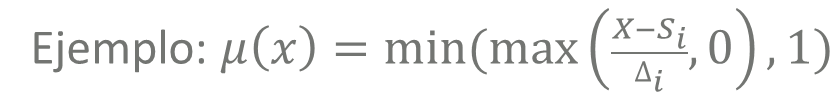 Ejemplo: μ(x) = min(max((X−S_i)/Δ_i, 0), 1)